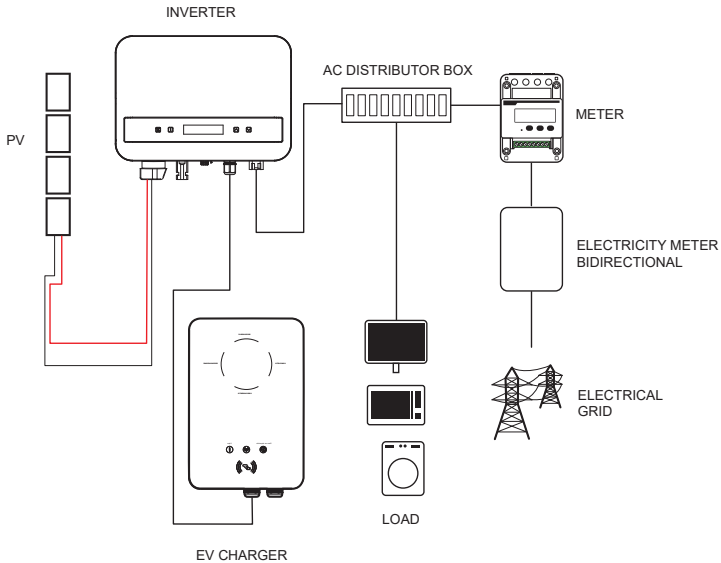 INVERTER
AC DISTRIBUTOR BOX
PV
METER
ELECTRICITY METER
BIDIRECTIONAL
ELECTRICAL
GRID
LOAD
EV CHARGER